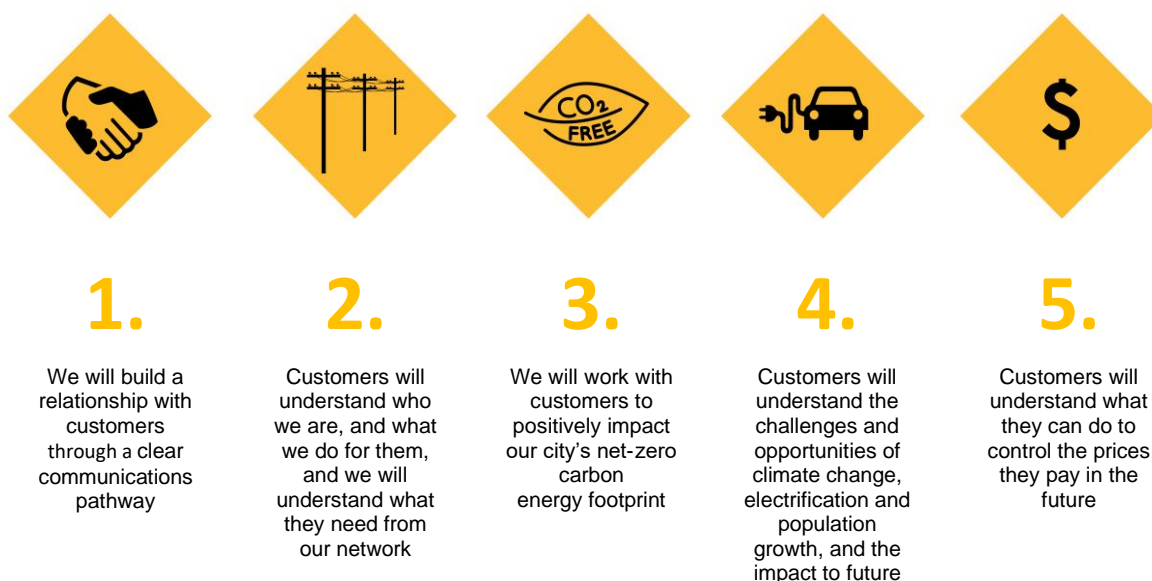 CO2
FREE
$
1.
We will build a
relationship with
customers
through a clear
communications
pathway
2.
Customers will
understand who
we are, and what
we do for them,
and we will
understand what
they need from
our network
3.
We will work with
customers to
positively impact
our city’s net-zero
carbon
energy footprint
4.
Customers will
understand the
challenges and
opportunities of
climate change,
electrification and
population
growth, and the
impact to future
5.
Customers will
understand what
they can do to
control the prices
they pay in the
future